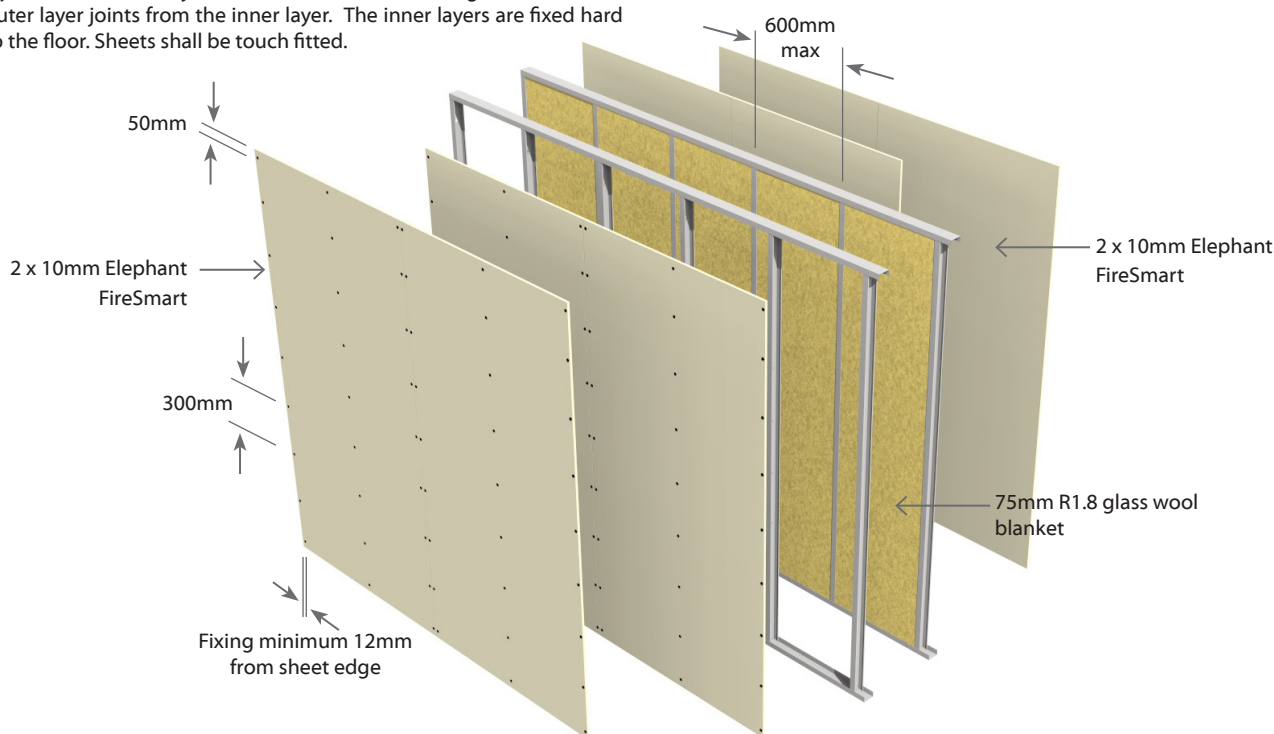 uter layer joints from the inner layer. The inner layers are fixed hard
o the floor. Sheets shall be touch fitted.
600mm
max
50mm
2 x 10mm Elephant
FireSmart
2 x 10mm Elephant
FireSmart
300mm
75mm R1.8 glass wool
blanket
Fixing minimum 12mm
from sheet edge